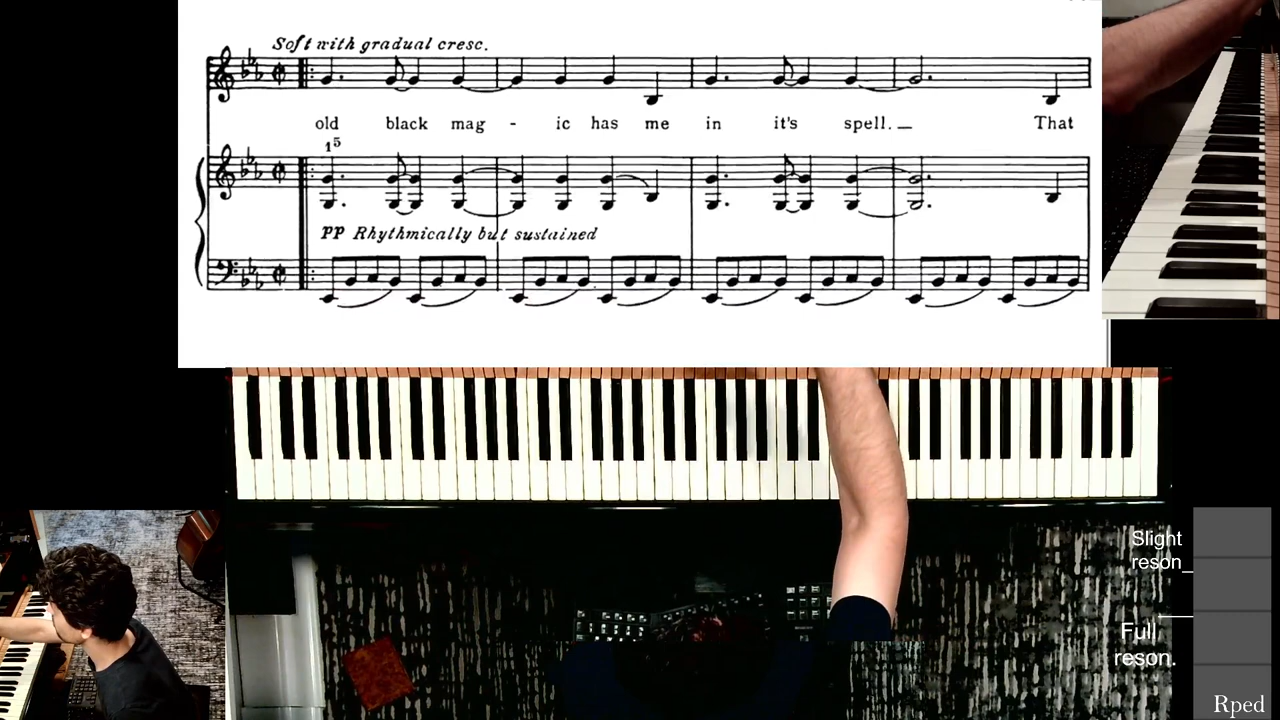 Soft with gradual cresc.
old black mag - ic has me in it's spell. That
15
pp Rhythmically but sustained
Slight
reson_
Full
reson.
Rped